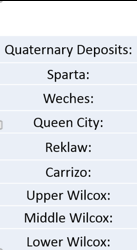 Quaternary Deposits:
Sparta:
Weches:
Queen City:
Reklaw:
Carrizo:
Upper Wilcox:
Middle Wilcox:
Lower Wilcox: